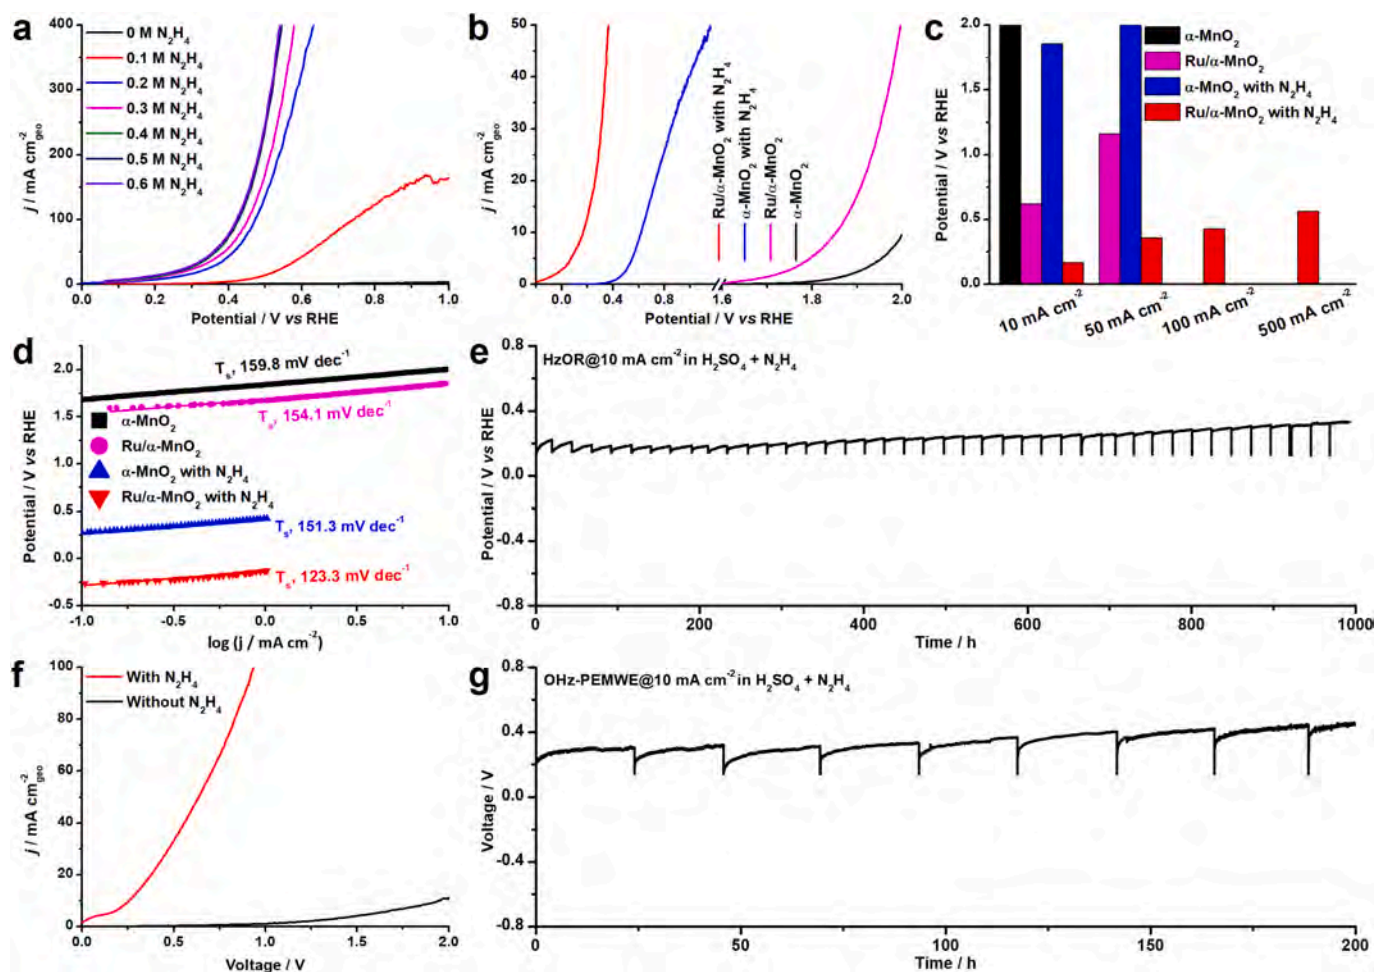 a
400
300
200
100
0
j / mA cm⁻²geo
0 M N₂H₄
0.1 M N₂H₄
0.2 M N₂H₄
0.3 M N₂H₄
0.4 M N₂H₄
0.5 M N₂H₄
0.6 M N₂H₄
0.0 0.2 0.4 0.6 0.8 1.0
Potential / V vs RHE
b
50
40
30
20
10
0
j / mA cm⁻²geo
Ru/α-MnO₂ with N₂H₄
α-MnO₂ with N₂H₄
Ru/α-MnO₂
α-MnO₂
0.0 0.4 0.8 1.6 1.8 2.0
Potential / V vs RHE
c
2.0
1.5
1.0
0.5
0.0
Potential / V vs RHE
α-MnO₂
Ru/α-MnO₂
α-MnO₂ with N₂H₄
Ru/α-MnO₂ with N₂H₄
10 mA cm⁻²
50 mA cm⁻²
100 mA cm⁻²
500 mA cm⁻²
d
2.0
1.5
1.0
0.5
0.0
-0.5
Potential / V vs RHE
Tₛ, 159.8 mV dec⁻¹
Tₛ, 154.1 mV dec⁻¹
α-MnO₂
Ru/α-MnO₂
α-MnO₂ with N₂H₄
Ru/α-MnO₂ with N₂H₄
Tₛ, 151.3 mV dec⁻¹
Tₛ, 123.3 mV dec⁻¹
-1.0 -0.5 0.0 0.5 1.0
log (j / mA cm⁻²)
e
0.8
0.4
0.0
-0.4
-0.8
Potential / V vs RHE
HzOR@10 mA cm⁻² in H₂SO₄ + N₂H₄
0 200 400 600 800 1000
Time / h
f
100
80
60
40
20
0
j / mA cm⁻²geo
With N₂H₄
Without N₂H₄
0.0 0.5 1.0 1.5 2.0
Voltage / V
g
0.8
0.4
0.0
-0.4
-0.8
Voltage / V
OHz-PEMWE@10 mA cm⁻² in H₂SO₄ + N₂H₄
0 50 100 150 200
Time / h